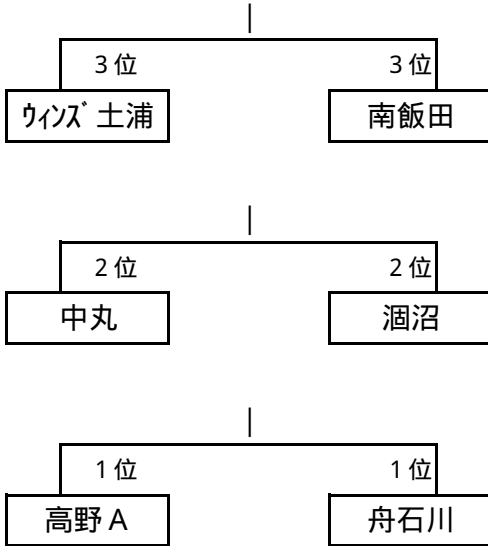 3位 3位
ｳｨﾝｽﾞ土浦 南飯田
2位 2位
中丸 涸沼
1位 1位
高野A 舟石川